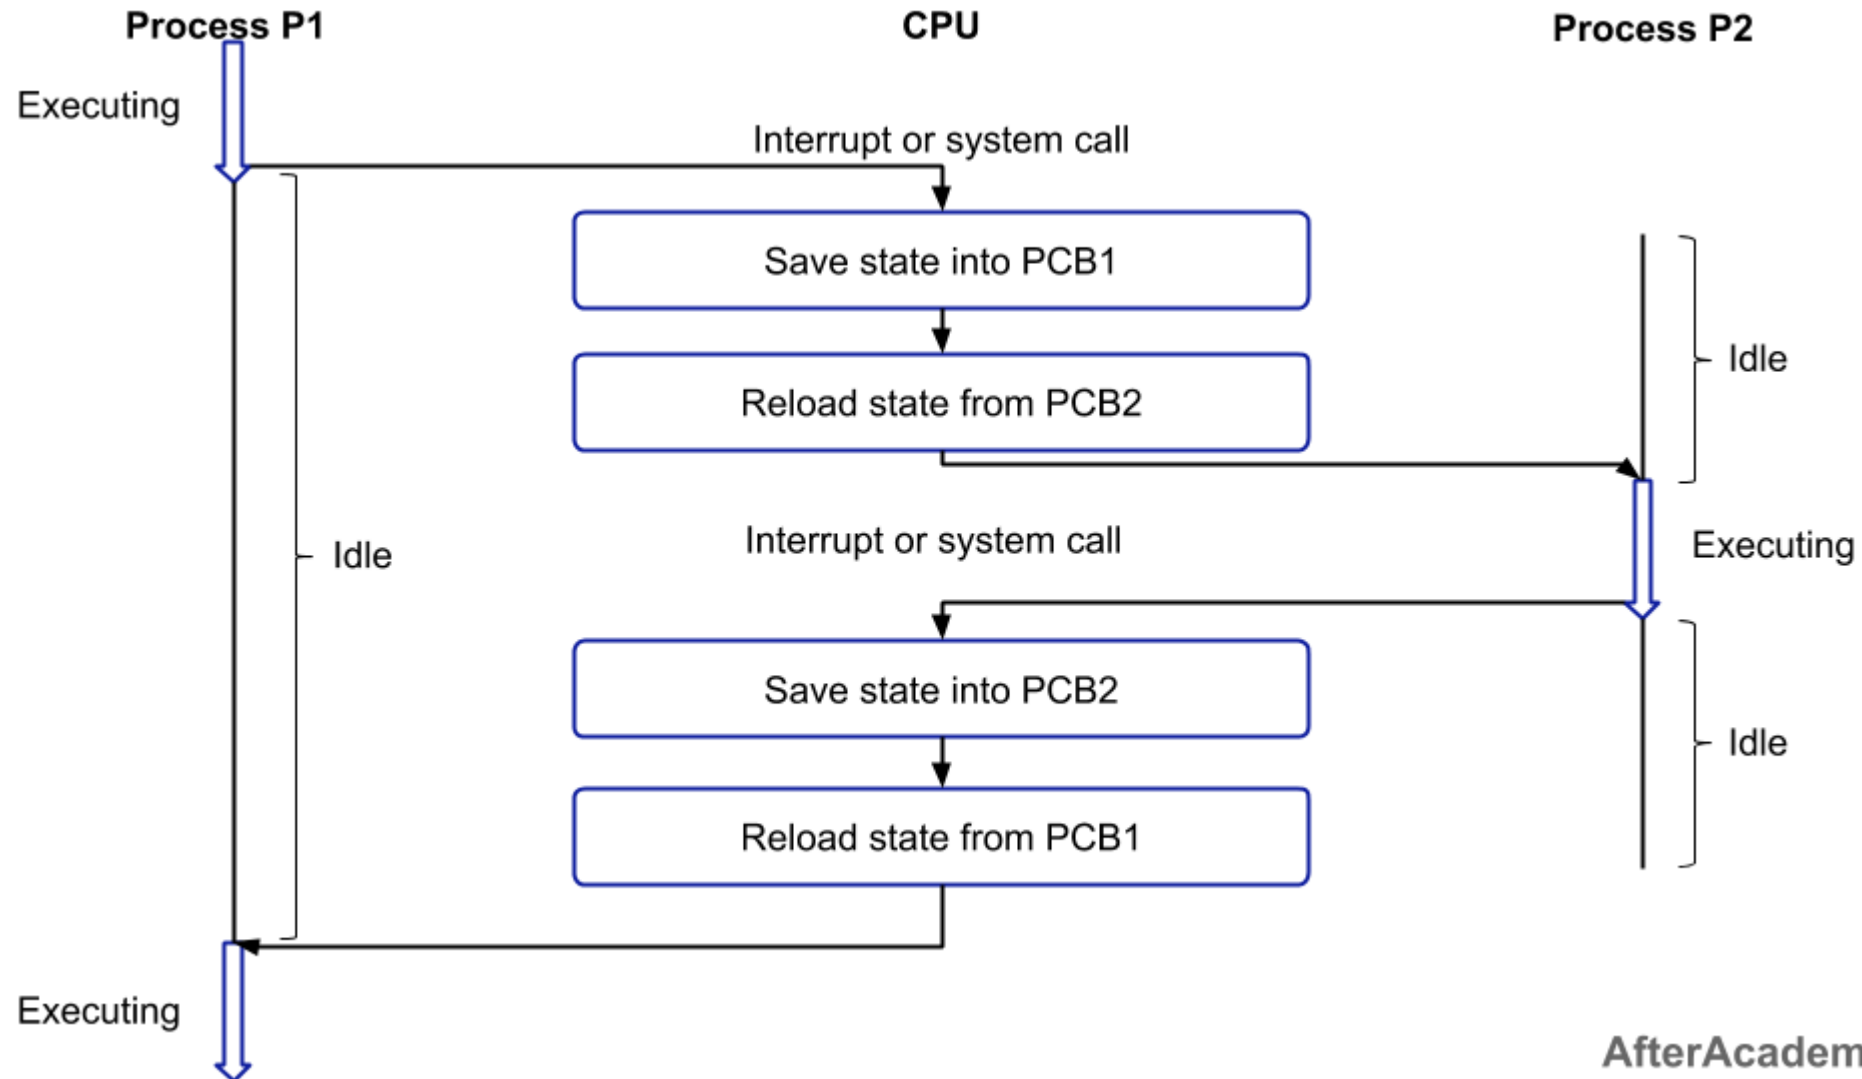 Process P1
CPU
Process P2
Executing
Interrupt or system call
Save state into PCB1
Reload state from PCB2
Idle
Idle
Interrupt or system call
Executing
Save state into PCB2
Idle
Reload state from PCB1
Executing
AfterAcadem